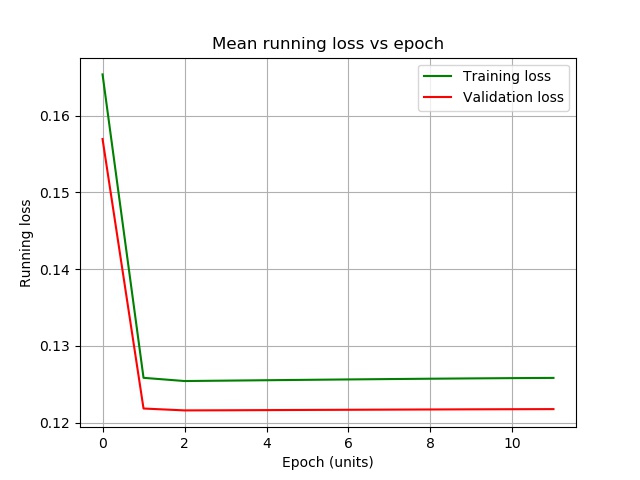 Mean running loss vs epoch
Training loss
Validation loss
0.16
0.15
0.14
0.13
0.12
Running loss
0
2
4
6
8
10
Epoch (units)